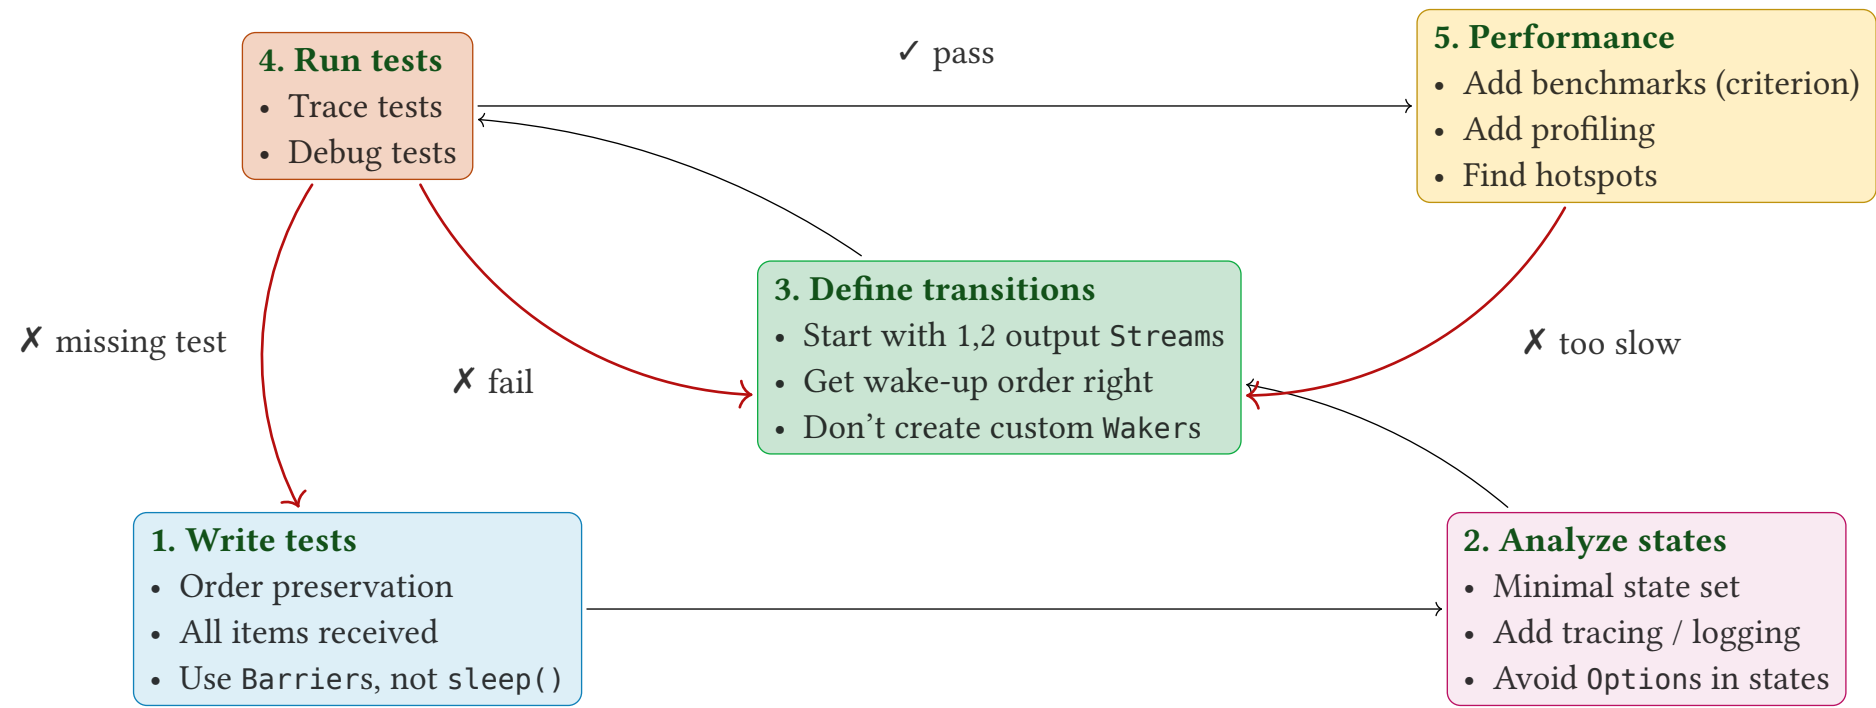 4. Run tests
• Trace tests
• Debug tests
✓ pass
5. Performance
• Add benchmarks (criterion)
• Add profiling
• Find hotspots
✗ missing test
✗ fail
3. Define transitions
• Start with 1,2 output Streams
• Get wake-up order right
• Don’t create custom Wakers
✗ too slow
1. Write tests
• Order preservation
• All items received
• Use Barriers, not sleep()
2. Analyze states
• Minimal state set
• Add tracing / logging
• Avoid Options in states